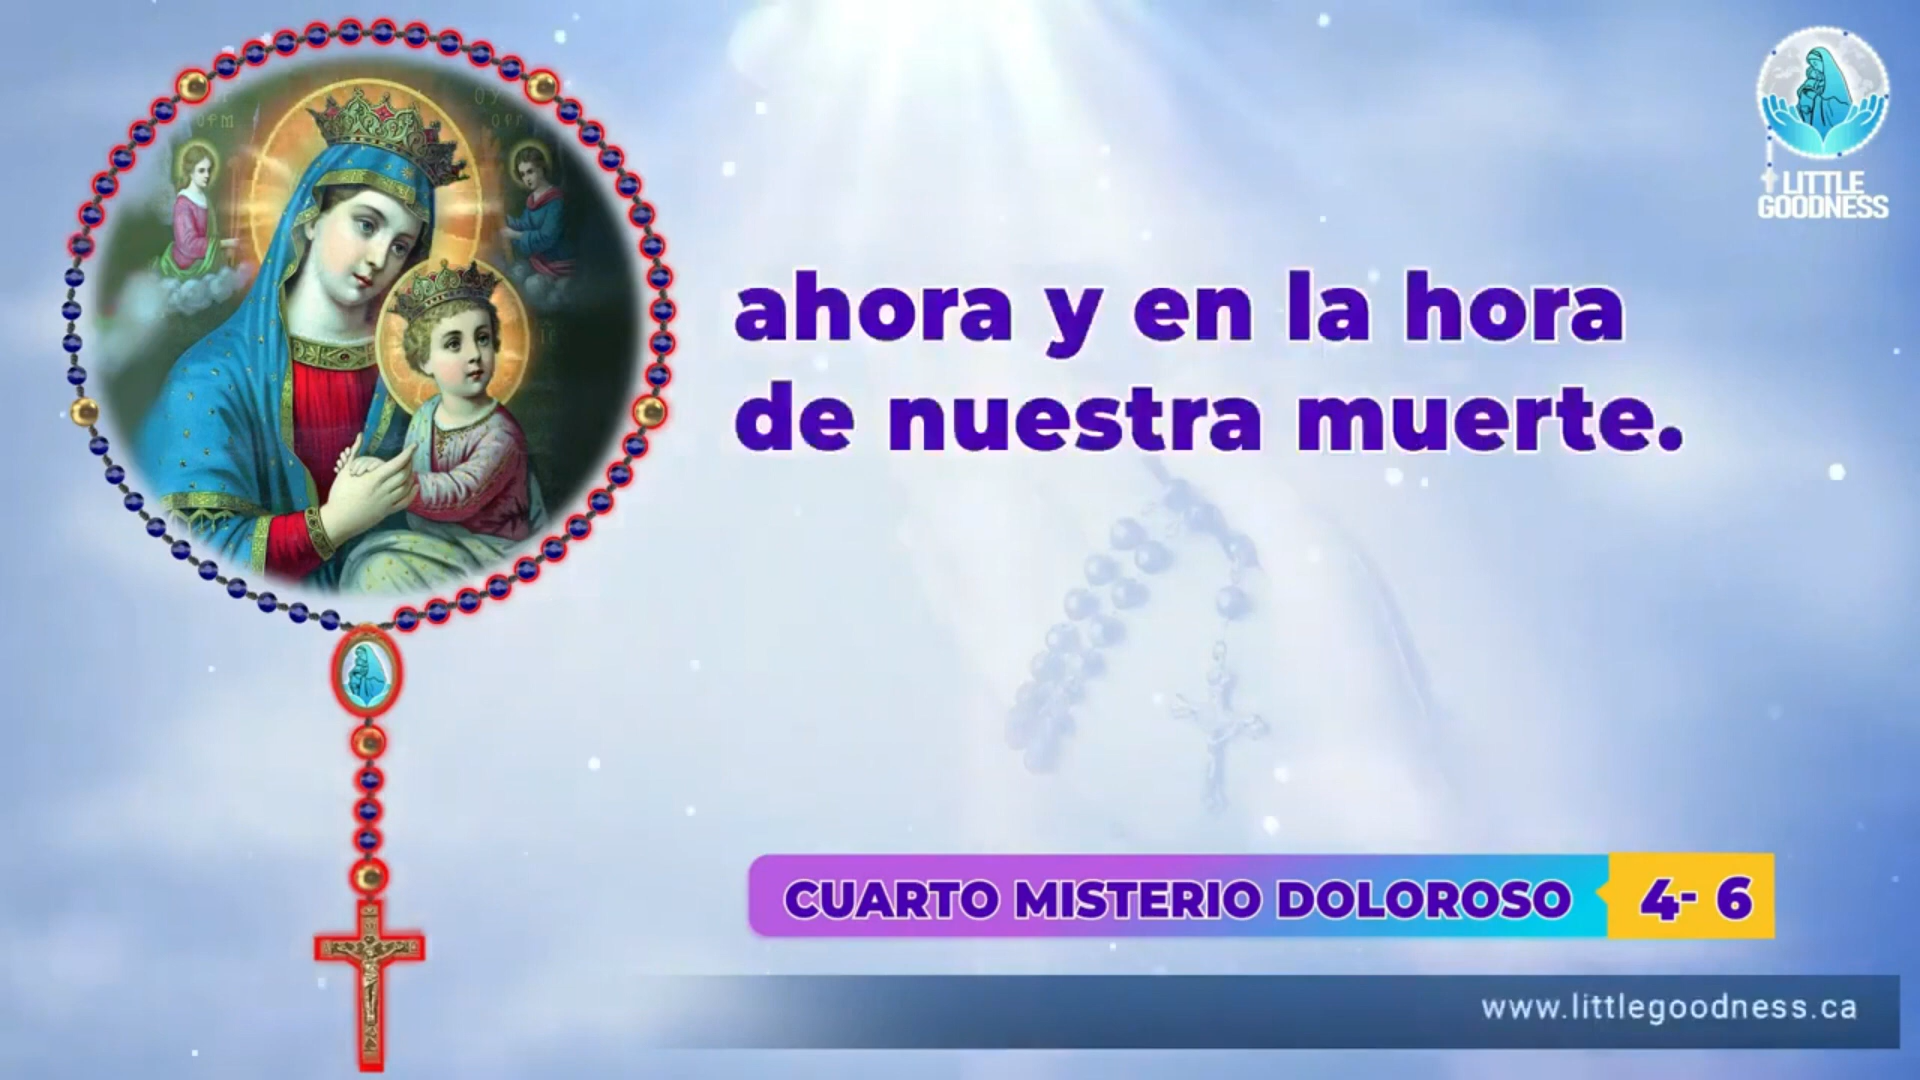 LITTLE
GOODNESS
ahora y en la hora
de nuestra muerte.
CUARTO MISTERIO DOLOROSO 4- 6
www.littlegoodness.ca